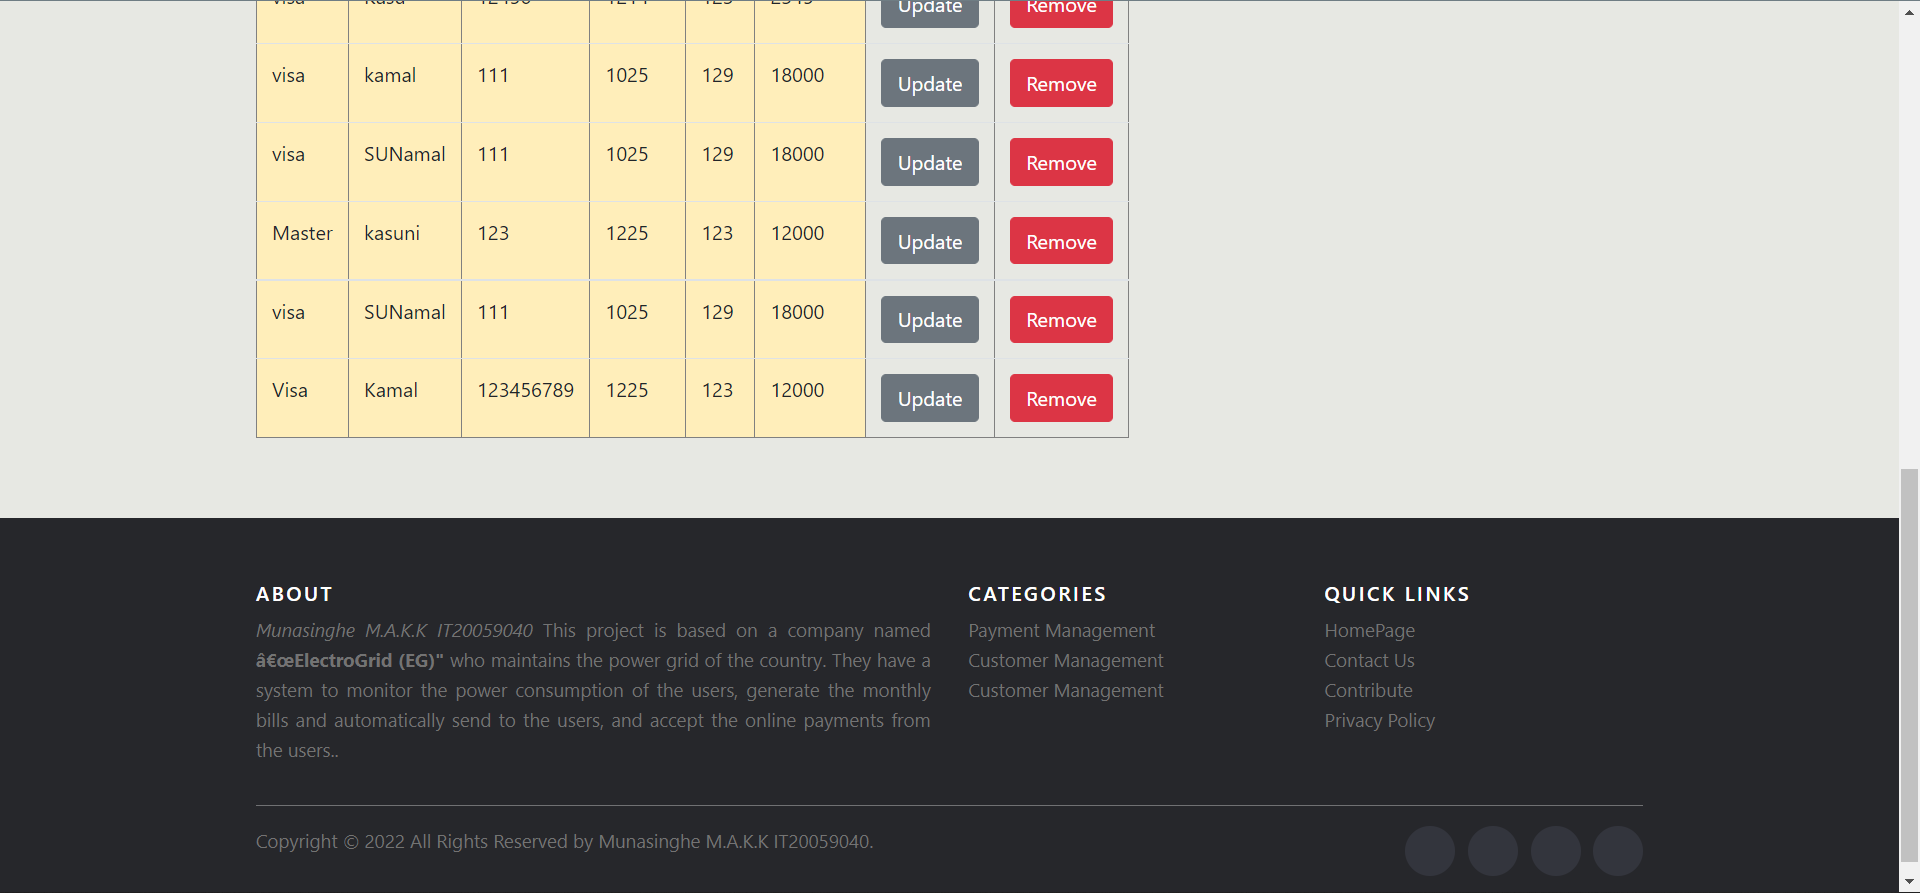 Update Remove
visa kamal 111 1025 129 18000 Update Remove
visa SUNamal 111 1025 129 18000 Update Remove
Master kasuni 123 1225 123 12000 Update Remove
visa SUNamal 111 1025 129 18000 Update Remove
Visa Kamal 123456789 1225 123 12000 Update Remove
ABOUT
Munasinghe M.A.K.K IT20059040 This project is based on a company named
â€œElectroGrid (EG)" who maintains the power grid of the country. They have a
system to monitor the power consumption of the users, generate the monthly
bills and automatically send to the users, and accept the online payments from
the users..
CATEGORIES
Payment Management
Customer Management
Customer Management
QUICK LINKS
HomePage
Contact Us
Contribute
Privacy Policy
Copyright © 2022 All Rights Reserved by Munasinghe M.A.K.K IT20059040.